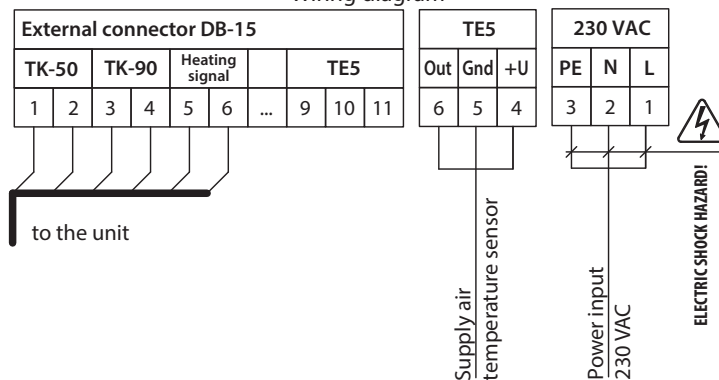 Wiring diagram
External connector DB-15
TK-50 TK-90 Heating signal TE5
1 2 3 4 5 6 ... 9 10 11
to the unit
TE5
Out Gnd +U
6 5 4
Supply air
temperature sensor
230 VAC
PE N L
3 2 1
Power input
230 VAC
ELECTRIC SHOCK HAZARD!